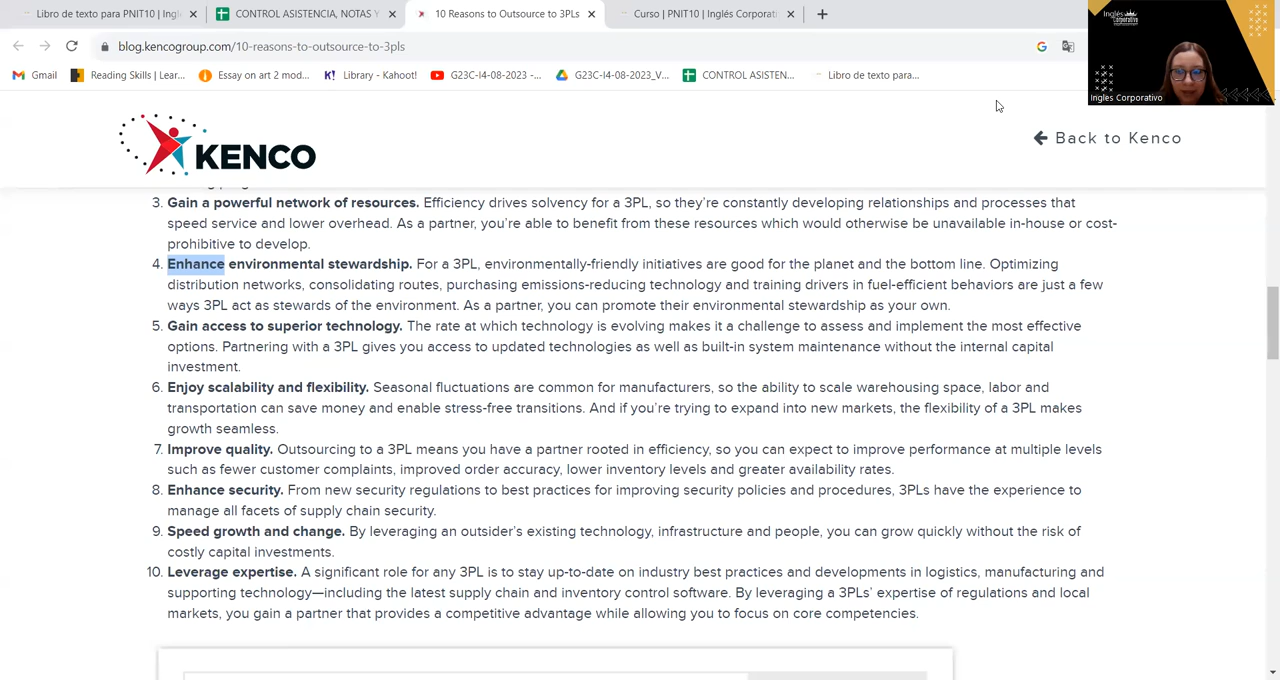 Libro de texto para PNIT10 | Ingl
CONTROL ASISTENCIA, NOTAS Y
10 Reasons to Outsource to 3PLs
Curso | PNIT10 | Inglés Corporati
blog.kencogroup.com/10-reasons-to-outsource-to-3pls
Gmail
Reading Skills | Lear...
Essay on art 2 mod...
Library - Kahoot!
G23C-I4-08-2023 -...
G23C-I4-08-2023_V...
CONTROL ASISTEN...
Libro de texto para...
Inglés
Corporativo
Ingles Corporativo
KENCO
Back to Kenco
3. Gain a powerful network of resources. Efficiency drives solvency for a 3PL, so they're constantly developing relationships and processes that
speed service and lower overhead. As a partner, you're able to benefit from these resources which would otherwise be unavailable in-house or cost-
prohibitive to develop.
4. Enhance environmental stewardship. For a 3PL, environmentally-friendly initiatives are good for the planet and the bottom line. Optimizing
distribution networks, consolidating routes, purchasing emissions-reducing technology and training drivers in fuel-efficient behaviors are just a few
ways 3PL act as stewards of the environment. As a partner, you can promote their environmental stewardship as your own.
5. Gain access to superior technology. The rate at which technology is evolving makes it a challenge to assess and implement the most effective
options. Partnering with a 3PL gives you access to updated technologies as well as built-in system maintenance without the internal capital
investment.
6. Enjoy scalability and flexibility. Seasonal fluctuations are common for manufacturers, so the ability to scale warehousing space, labor and
transportation can save money and enable stress-free transitions. And if you're trying to expand into new markets, the flexibility of a 3PL makes
growth seamless.
7. Improve quality. Outsourcing to a 3PL means you have a partner rooted in efficiency, so you can expect to improve performance at multiple levels
such as fewer customer complaints, improved order accuracy, lower inventory levels and greater availability rates.
8. Enhance security. From new security regulations to best practices for improving security policies and procedures, 3PLs have the experience to
manage all facets of supply chain security.
9. Speed growth and change. By leveraging an outsider's existing technology, infrastructure and people, you can grow quickly without the risk of
costly capital investments.
10. Leverage expertise. A significant role for any 3PL is to stay up-to-date on industry best practices and developments in logistics, manufacturing and
supporting technology—including the latest supply chain and inventory control software. By leveraging a 3PLs' expertise of regulations and local
markets, you gain a partner that provides a competitive advantage while allowing you to focus on core competencies.